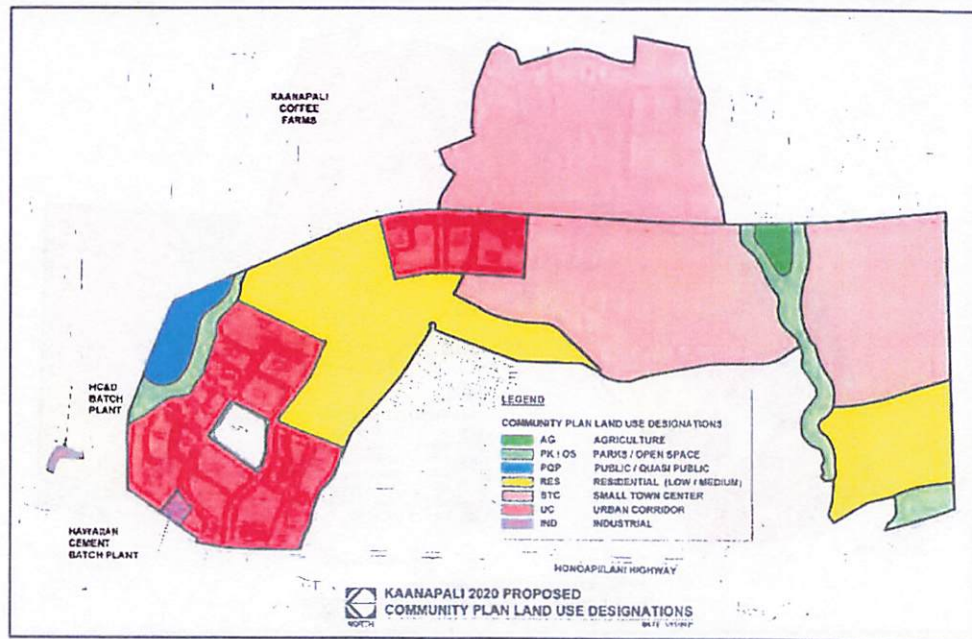 KAANAPALI
COFFEE
FARMS
HC&D
BATCH
PLANT
HAWAIIAN
CEMENT
BATCH PLANT
LEGEND
COMMUNITY PLAN LAND USE DESIGNATIONS
AG AGRICULTURE
PK / OS PARKS / OPEN SPACE
PQP PUBLIC / QUASI PUBLIC
RES RESIDENTIAL (LOW / MEDIUM)
STC SMALL TOWN CENTER
UC URBAN CORRIDOR
IND INDUSTRIAL
HONOAPIILANI HIGHWAY
KAANAPALI 2020 PROPOSED
COMMUNITY PLAN LAND USE DESIGNATIONS
NORTH